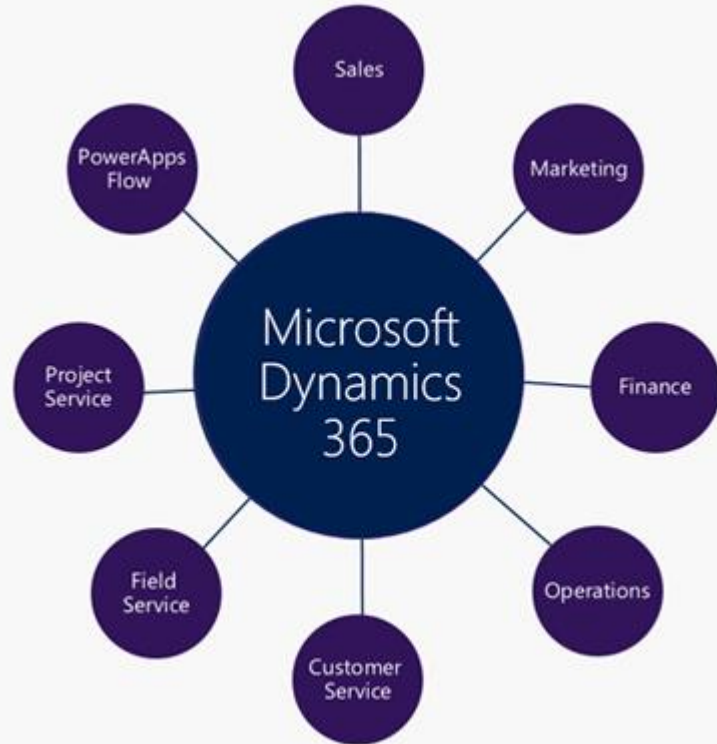 Sales
Marketing
Finance
Operations
Customer
Service
Field
Service
Project
Service
PowerApps
Flow
Microsoft
Dynamics
365